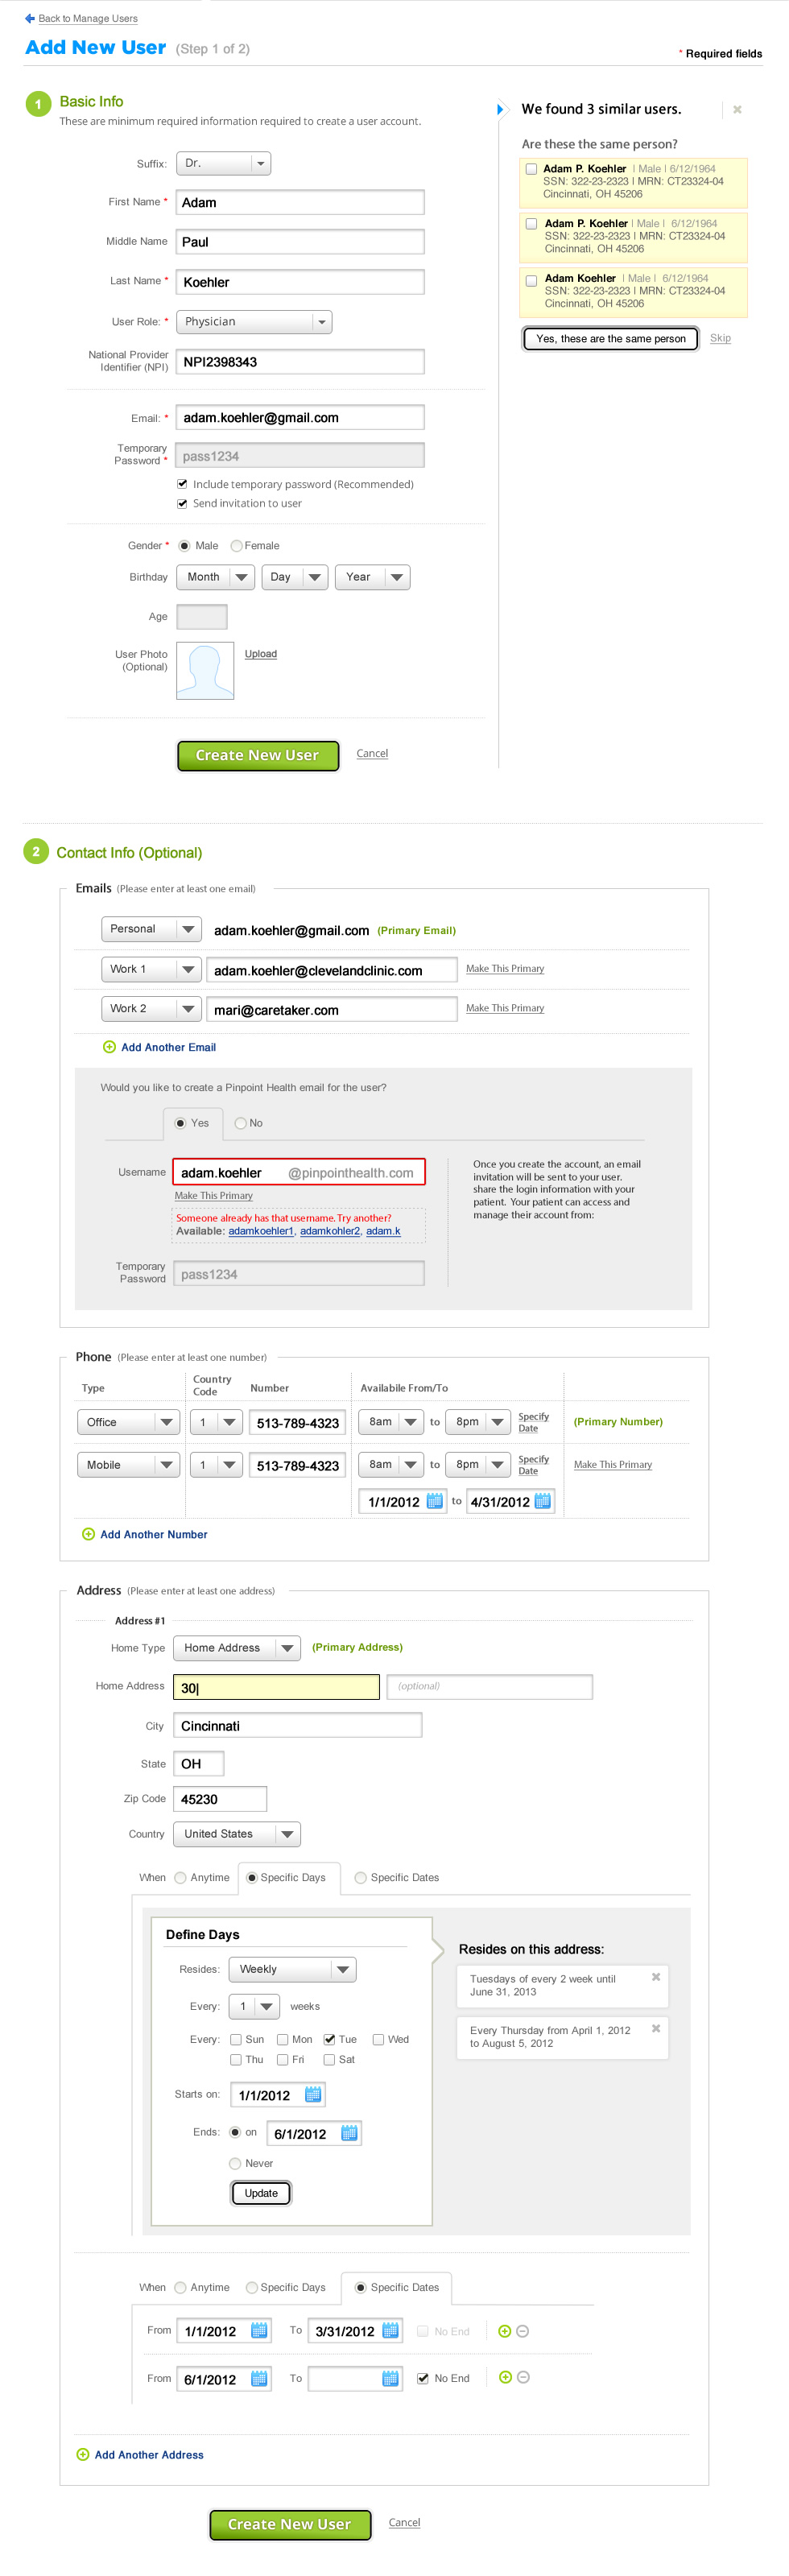 Back to Manage Users
Add New User (Step 1 of 2)
* Required fields
1 Basic Info
These are minimum required information required to create a user account.
Suffix: Dr.
First Name * Adam
Middle Name Paul
Last Name * Koehler
User Role: * Physician
National Provider
Identifier (NPI) NPI2398343
Email: * adam.koehler@gmail.com
Temporary
Password * pass1234
Include temporary password (Recommended)
Send invitation to user
Gender * Male Female
Birthday Month Day Year
Age
User Photo
(Optional)
Upload
Create New User Cancel
We found 3 similar users.
Are these the same person?
Adam P. Koehler | Male | 6/12/1964
SSN: 322-23-2323 | MRN: CT23324-04
Cincinnati, OH 45206
Adam P. Koehler | Male | 6/12/1964
SSN: 322-23-2323 | MRN: CT23324-04
Cincinnati, OH 45206
Adam Koehler | Male | 6/12/1964
SSN: 322-23-2323 | MRN: CT23324-04
Cincinnati, OH 45206
Yes, these are the same person Skip
2 Contact Info (Optional)
Emails (Please enter at least one email)
Personal adam.koehler@gmail.com (Primary Email)
Work 1 adam.koehler@clevelandclinic.com Make This Primary
Work 2 mari@caretaker.com Make This Primary
Add Another Email
Would you like to create a Pinpoint Health email for the user?
Yes No
Username adam.koehler @pinpointhealth.com
Make This Primary
Someone already has that username. Try another?
Available: adamkoehler1, adamkohler2, adam.k
Temporary
Password pass1234
Once you create the account, an email
invitation will be sent to your user.
share the login information with your
patient. Your patient can access and
manage their account from:
Phone (Please enter at least one number)
Type Country
Code Number Availabile From/To
Office 1 513-789-4323 8am to 8pm Specify
Date (Primary Number)
Mobile 1 513-789-4323 8am to 8pm Specify
Date Make This Primary
1/1/2012 to 4/31/2012
Add Another Number
Address (Please enter at least one address)
Address #1
Home Type Home Address (Primary Address)
Home Address 30 (optional)
City Cincinnati
State OH
Zip Code 45230
Country United States
When Anytime Specific Days Specific Dates
Define Days
Resides: Weekly
Every: 1 weeks
Every: Sun Mon Tue Wed
Thu Fri Sat
Starts on: 1/1/2012
Ends: on 6/1/2012
Never
Update
Resides on this address:
Tuesdays of every 2 week until
June 31, 2013
Every Thursday from April 1, 2012
to August 5, 2012
When Anytime Specific Days Specific Dates
From 1/1/2012 To 3/31/2012 No End
From 6/1/2012 To No End
Add Another Address
Create New User Cancel